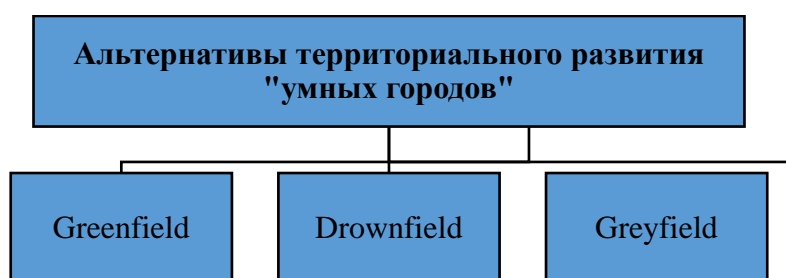 Альтернативы территориального развития
"умных городов"
Greenfield
Drownfield
Greyfield